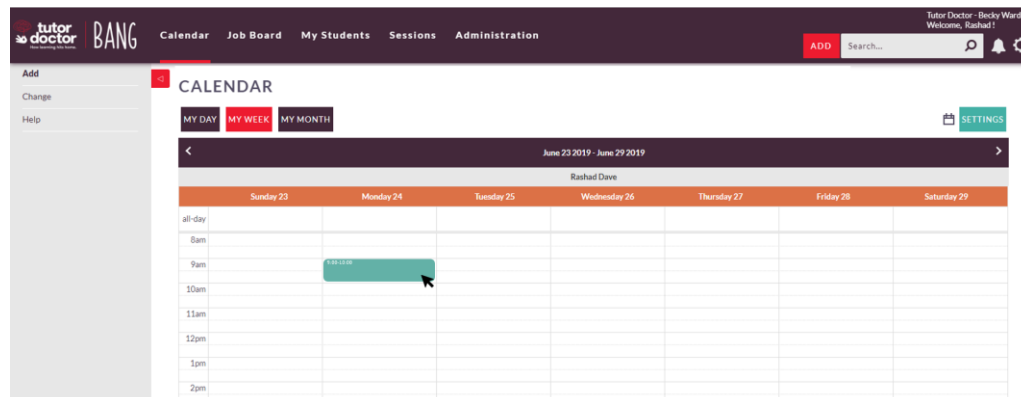 Tutor Doctor - Becky Ward
Welcome, Rashad !
tutor doctor
BANG
Calendar Job Board My Students Sessions Administration
ADD Search...
Add
Change
Help
CALENDAR
MY DAY MY WEEK MY MONTH
SETTINGS
June 23 2019 - June 29 2019
Rashad Dave
Sunday 23 Monday 24 Tuesday 25 Wednesday 26 Thursday 27 Friday 28 Saturday 29
all-day
8am
9am
10am
11am
12pm
1pm
2pm